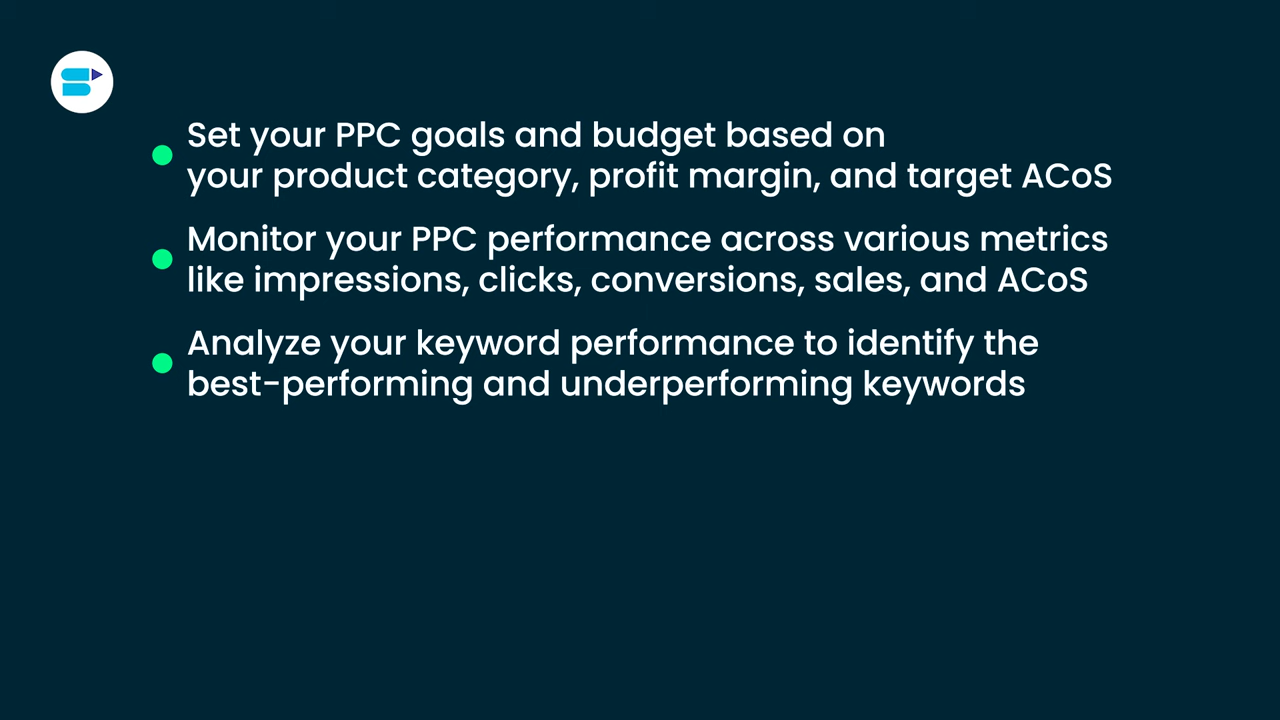 Set your PPC goals and budget based on
your product category, profit margin, and target ACoS
Monitor your PPC performance across various metrics
like impressions, clicks, conversions, sales, and ACoS
Analyze your keyword performance to identify the
best-performing and underperforming keywords